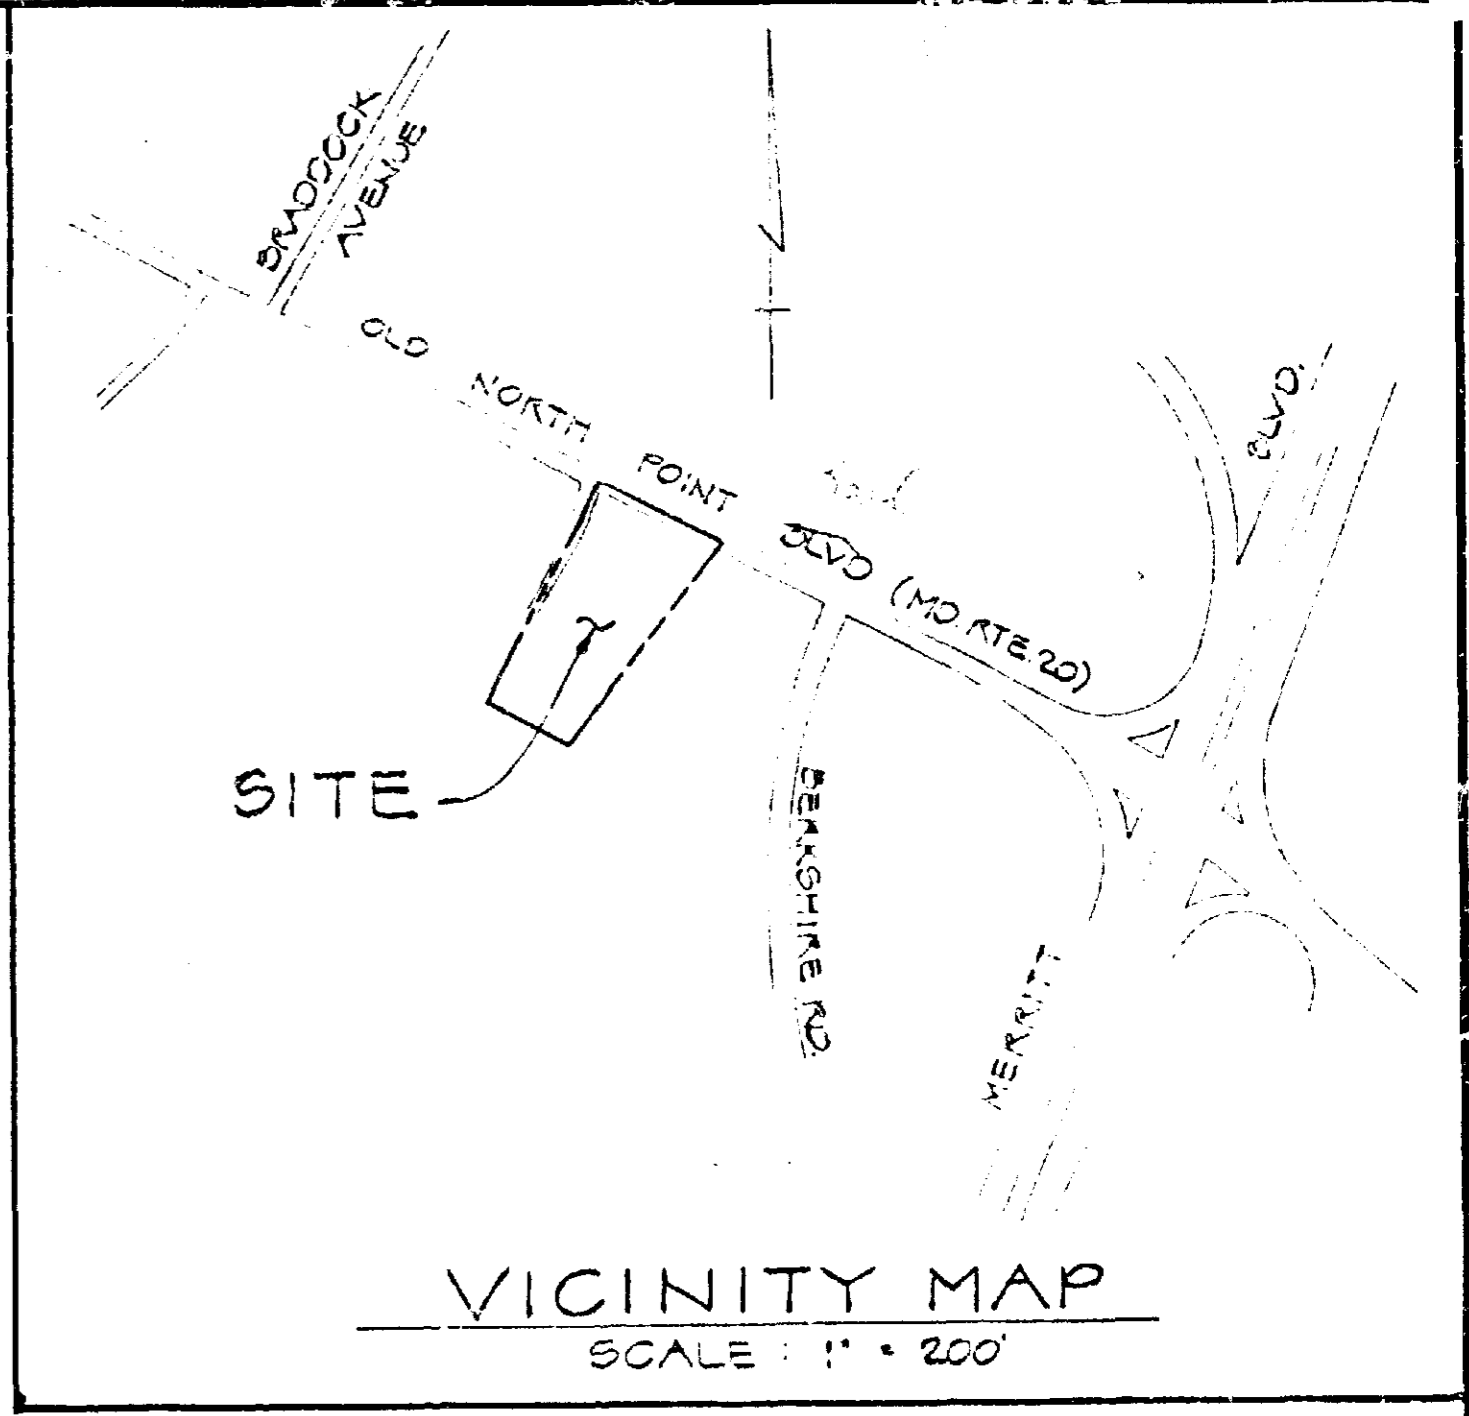 BRADDOCK
AVENUE
OLD NORTH POINT BLVD (MD. RTE. 20)
BLVD.
SITE
BERKSHIRE RD.
MERRITT
VICINITY MAP
SCALE : 1" = 200'